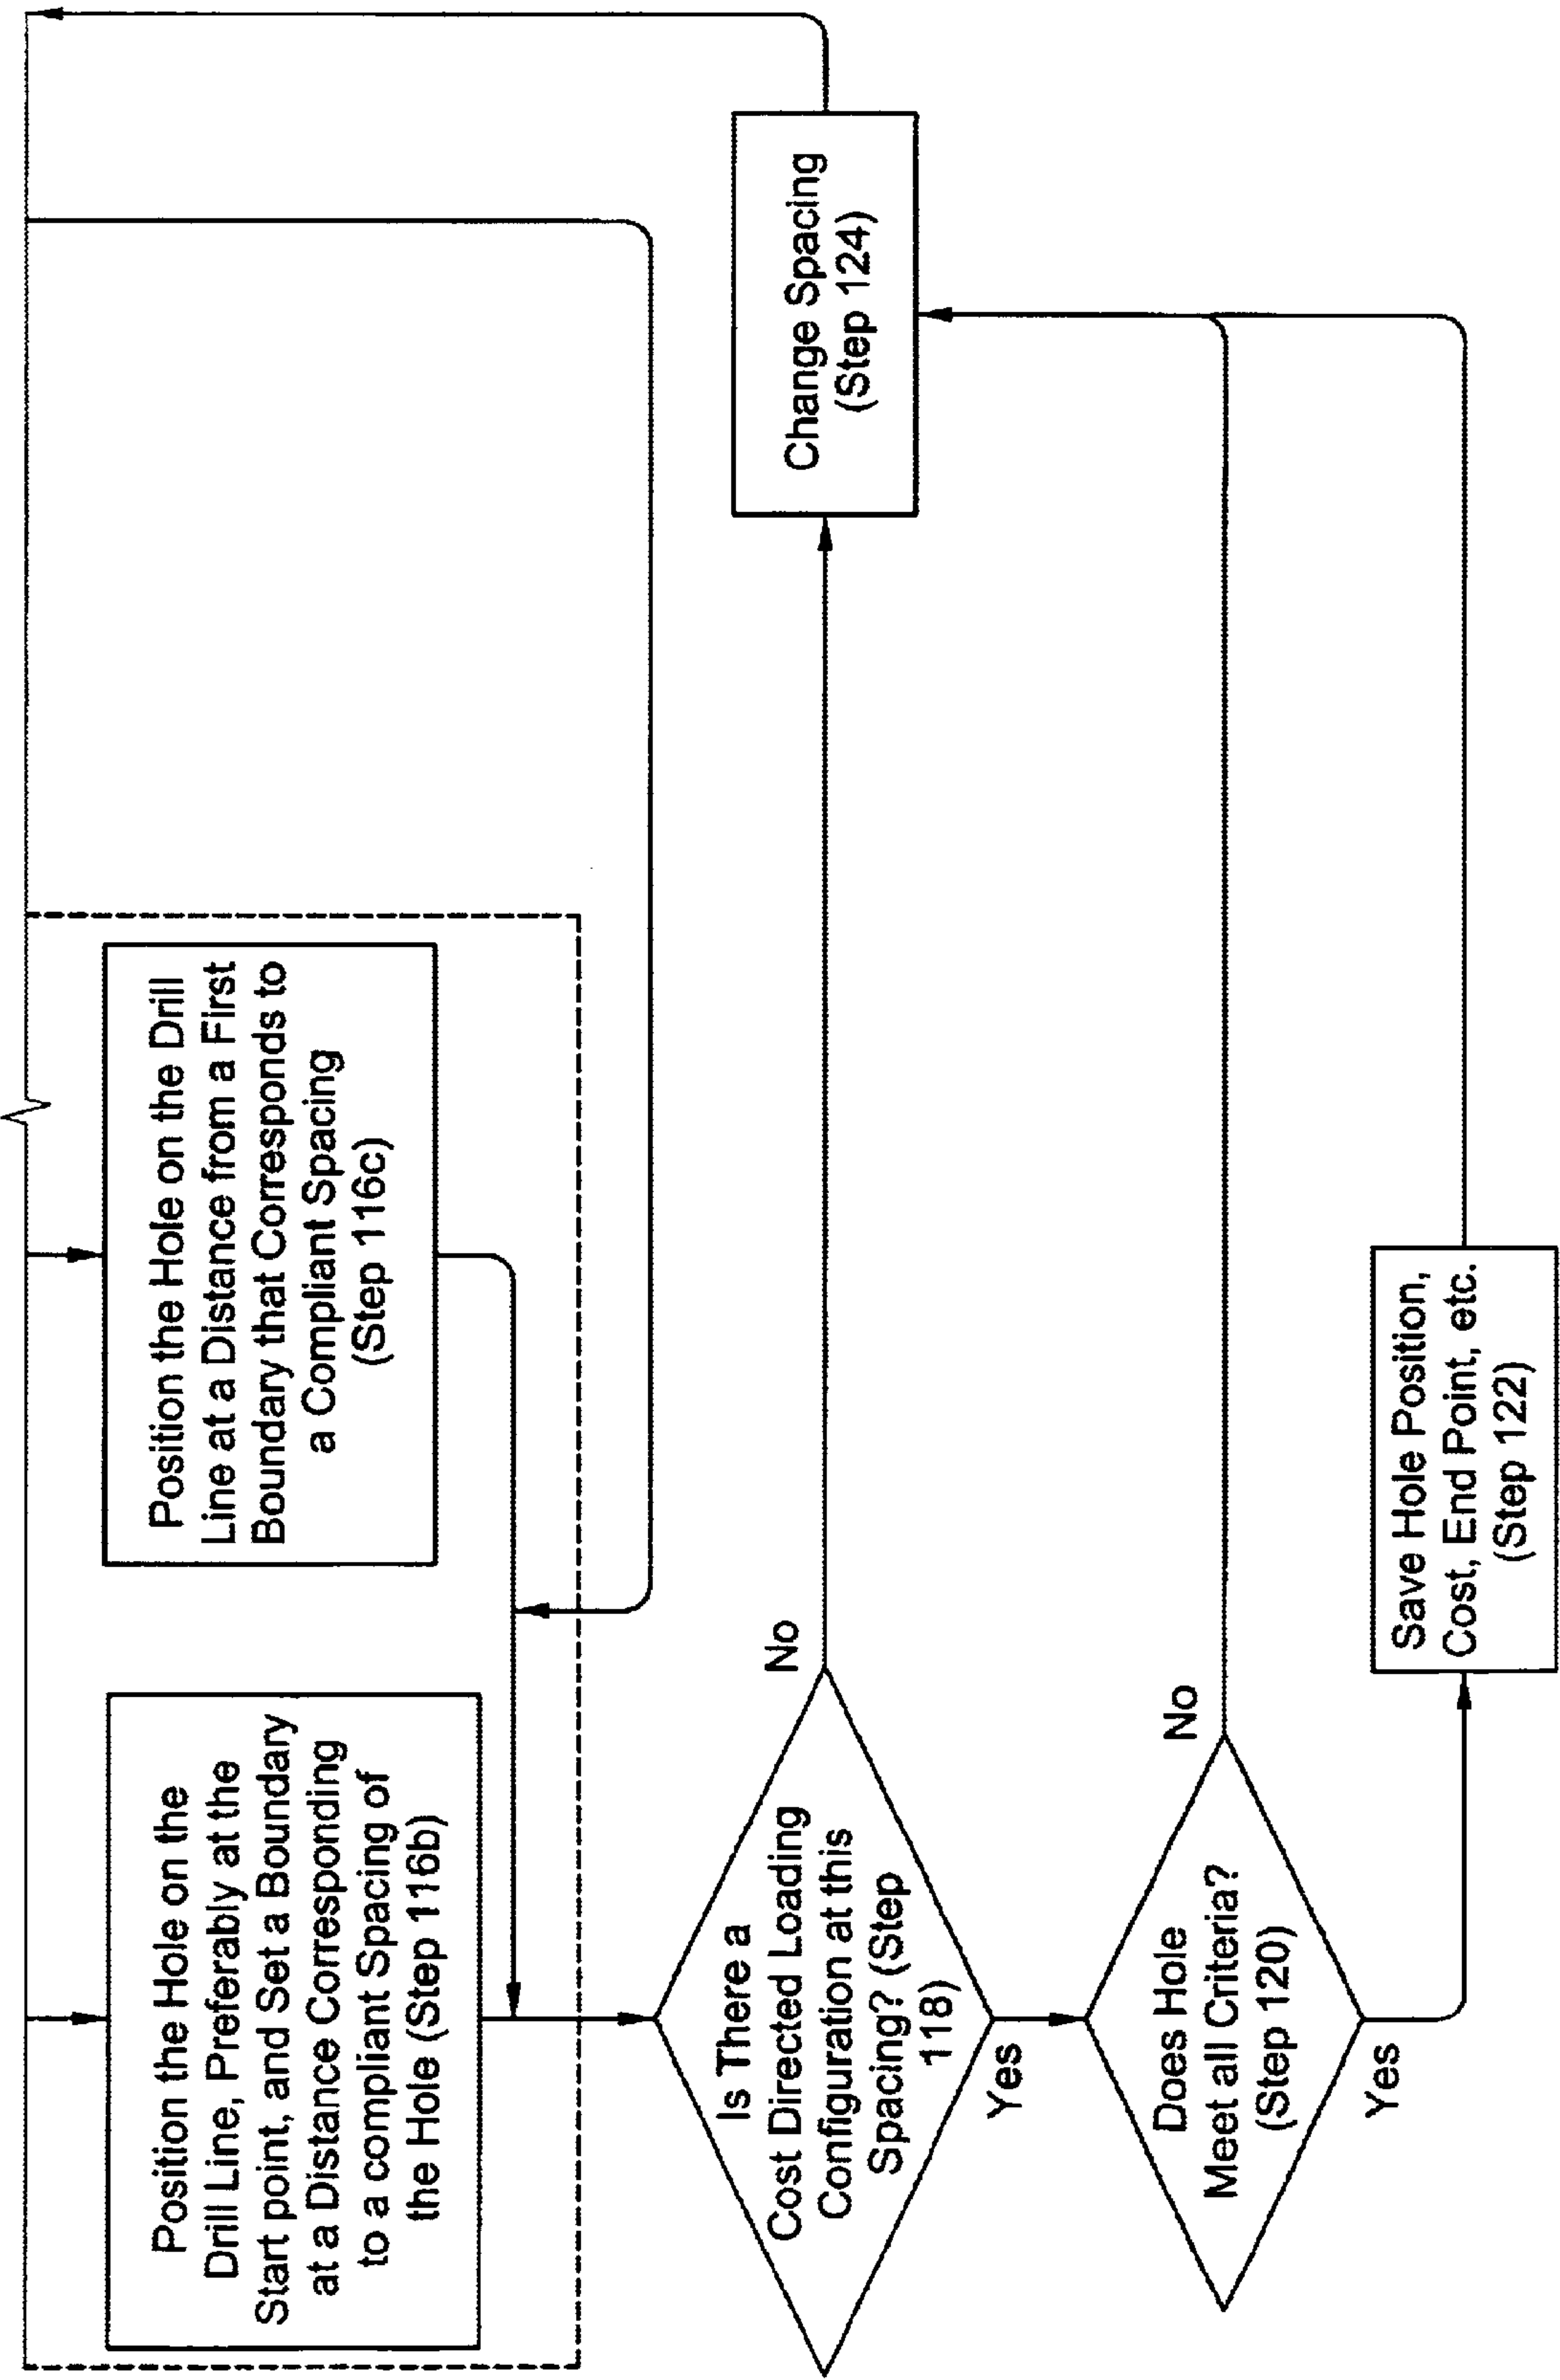 Position the Hole on the
Drill Line, Preferably at the
Start point, and Set a Boundary
at a Distance Corresponding
to a compliant Spacing of
the Hole (Step 116b)
Position the Hole on the Drill
Line at a Distance from a First
Boundary that Corresponds to
a Compliant Spacing
(Step 116c)
Is There a
Cost Directed Loading
Configuration at this
Spacing? (Step
118)
No
Yes
Change Spacing
(Step 124)
Does Hole
Meet all Criteria?
(Step 120)
No
Yes
Save Hole Position,
Cost, End Point, etc.
(Step 122)